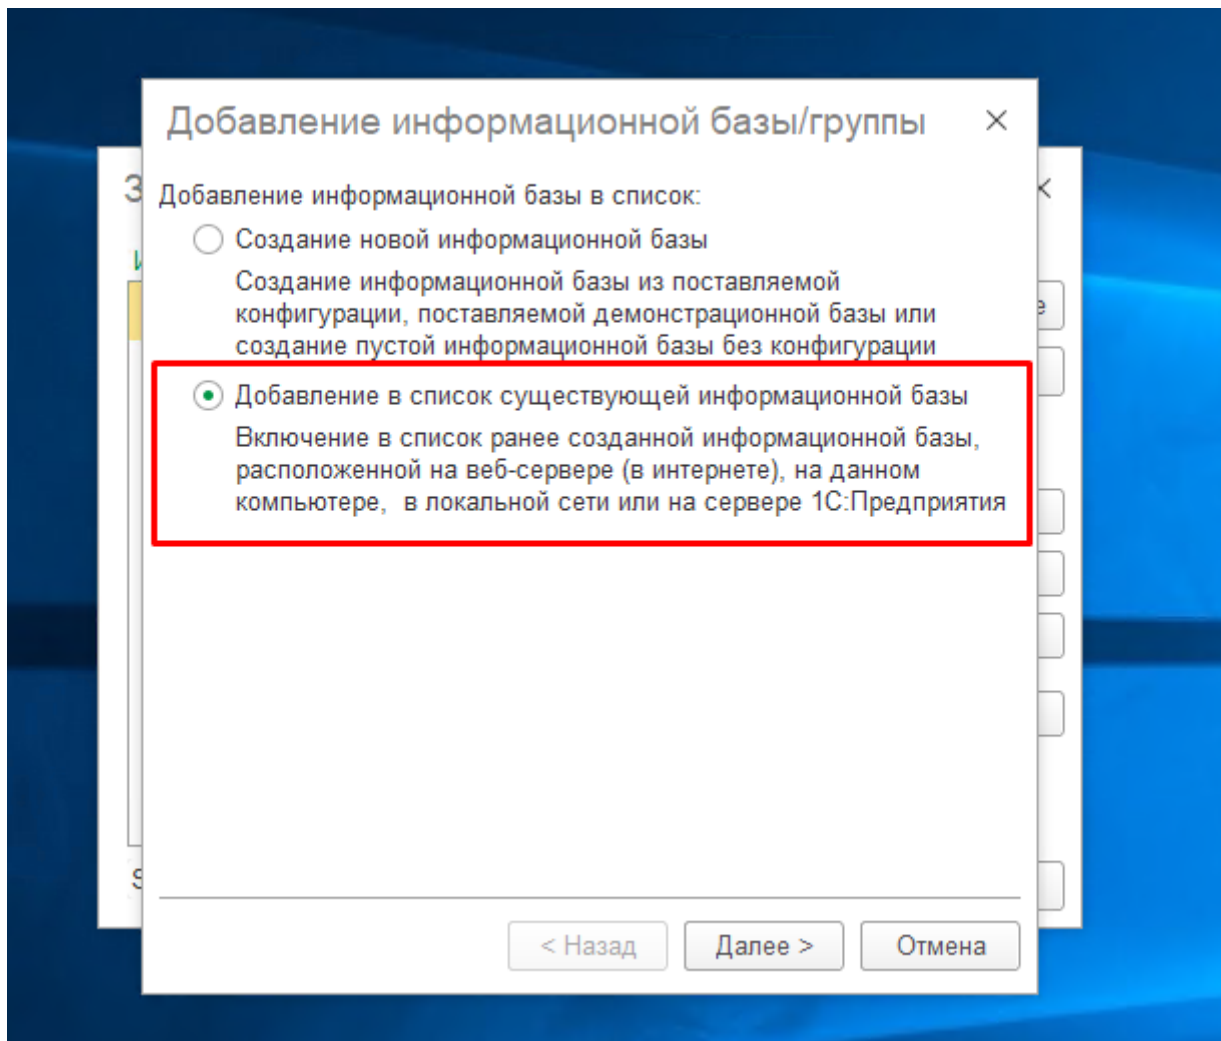 Добавление информационной базы/группы
Добавление информационной базы в список:
Создание новой информационной базы
Создание информационной базы из поставляемой
конфигурации, поставляемой демонстрационной базы или
создание пустой информационной базы без конфигурации
Добавление в список существующей информационной базы
Включение в список ранее созданной информационной базы,
расположенной на веб-сервере (в интернете), на данном
компьютере,  в локальной сети или на сервере 1С:Предприятия
< Назад
Далее >
Отмена